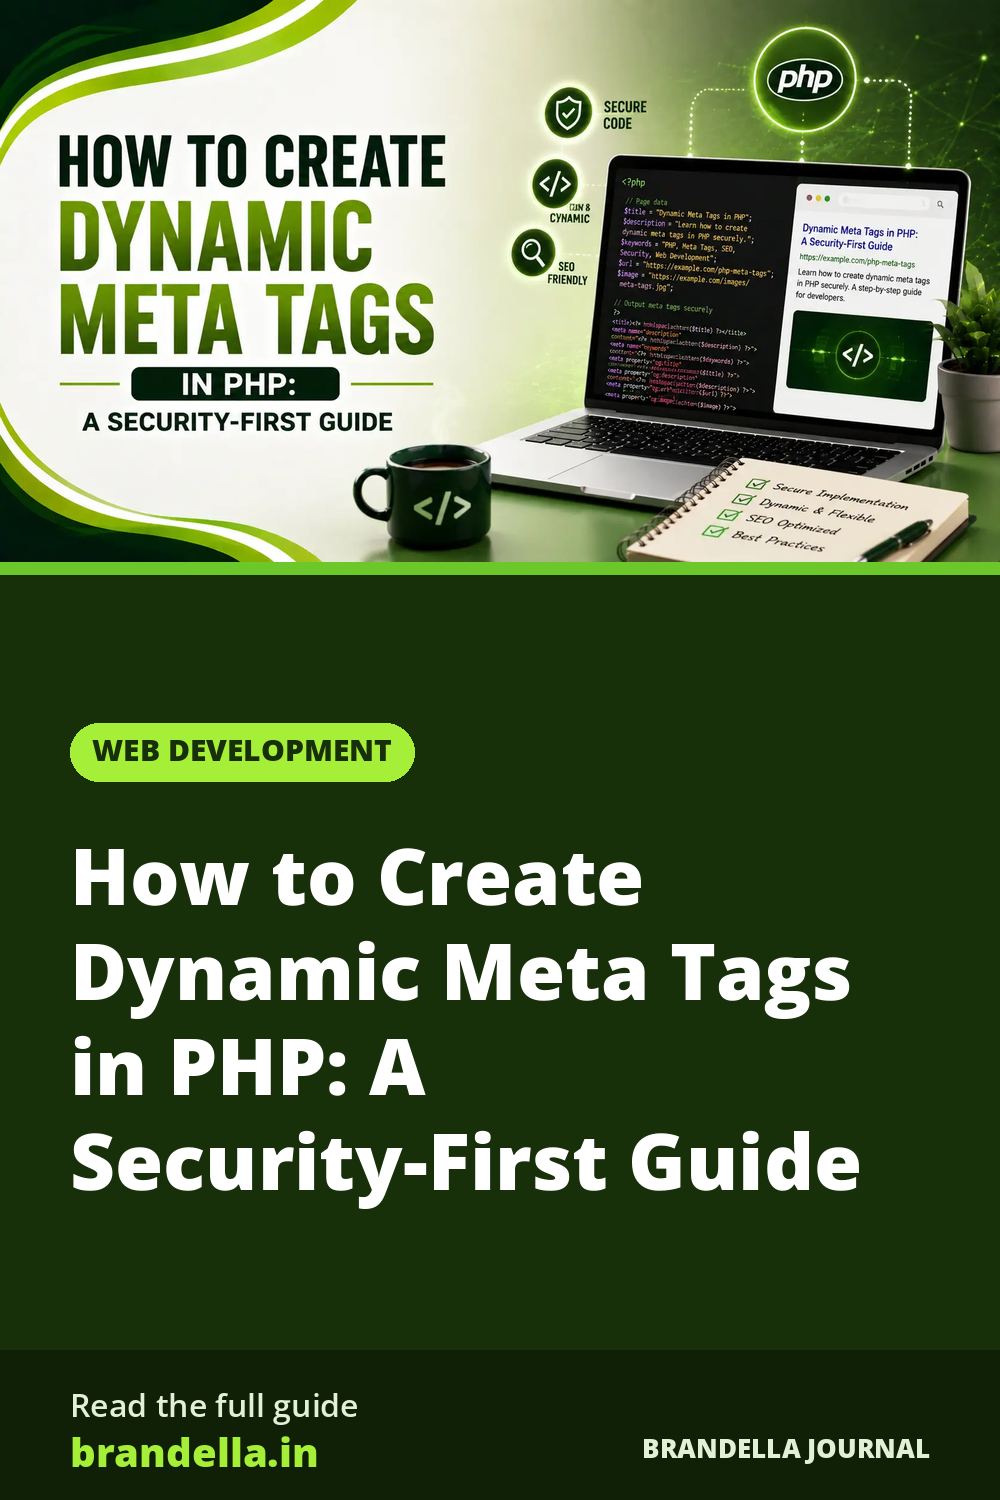 HOW TO CREATE
DYNAMIC
META TAGS
IN PHP:
A SECURITY-FIRST GUIDE
SECURE
CODE
CYNAMIC
SEO
FRIENDLY
php
<?php
// Page data
$title = "Dynamic Meta Tags in PHP";
$description = "Learn how to create
dynamic meta tags in PHP securely.";
$keywords = "PHP, Meta Tags, SEO,
Security, Web Development";
$url = "https://example.com/php-meta-tags";
$image = "https://example.com/images/
meta-tags.jpg";
// Output meta tags securely
?>
Dynamic Meta Tags in PHP:
A Security-First Guide
https://example.com/php-meta-tags
Learn how to create dynamic meta tags
in PHP securely. A step-by-step guide
for developers.
</>
</>
</>
Secure Implementation
Dynamic & Flexible
SEO Optimized
Best Practices
WEB DEVELOPMENT
How to Create
Dynamic Meta Tags
in PHP: A
Security-First Guide
Read the full guide
brandella.in
BRANDELLA JOURNAL